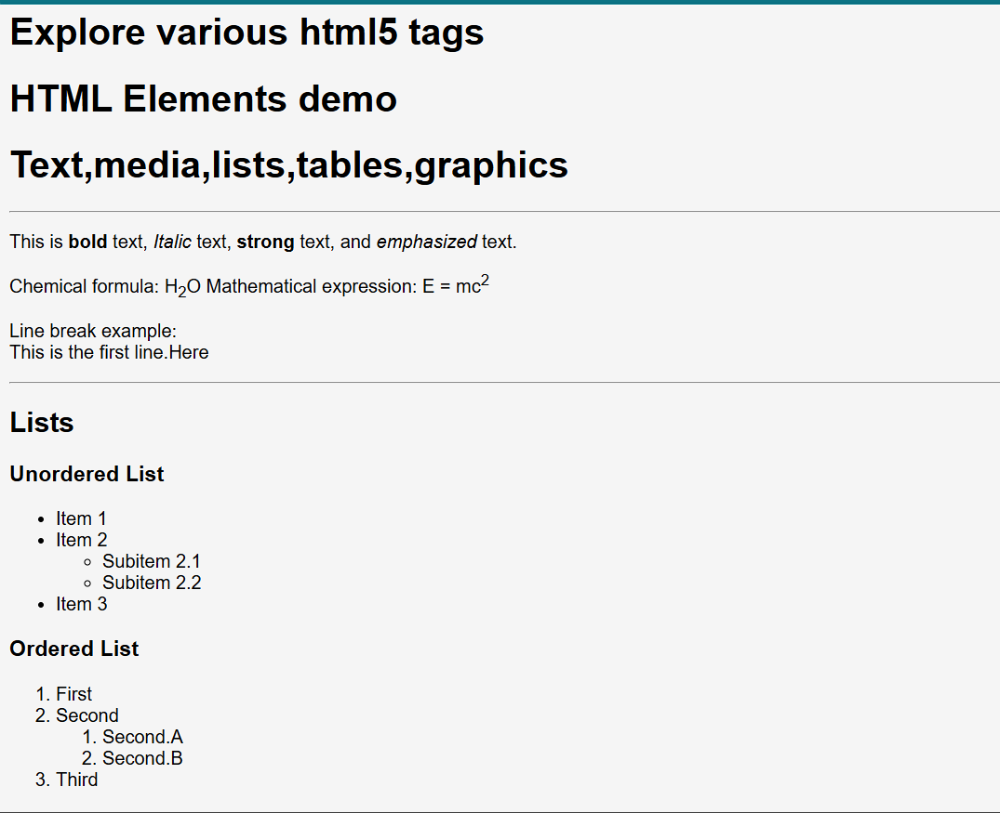 Explore various html5 tags
HTML Elements demo
Text,media,lists,tables,graphics
This is bold text, Italic text, strong text, and emphasized text.
Chemical formula: H₂O Mathematical expression: E = mc²
Line break example:
This is the first line.Here
Lists
Unordered List
• Item 1
• Item 2
◦ Subitem 2.1
◦ Subitem 2.2
• Item 3
Ordered List
1. First
2. Second
1. Second.A
2. Second.B
3. Third